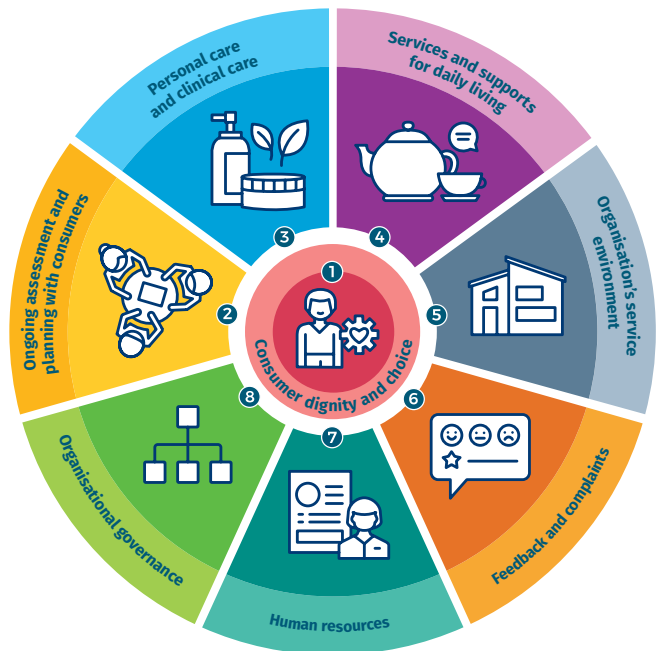 1
Consumer dignity and choice
2
Ongoing assessment and
planning with consumers
3
Personal care
and clinical care
4
Services and supports
for daily living
5
Organisation's service
environment
6
Feedback and complaints
7
Human resources
8
Organisational governance